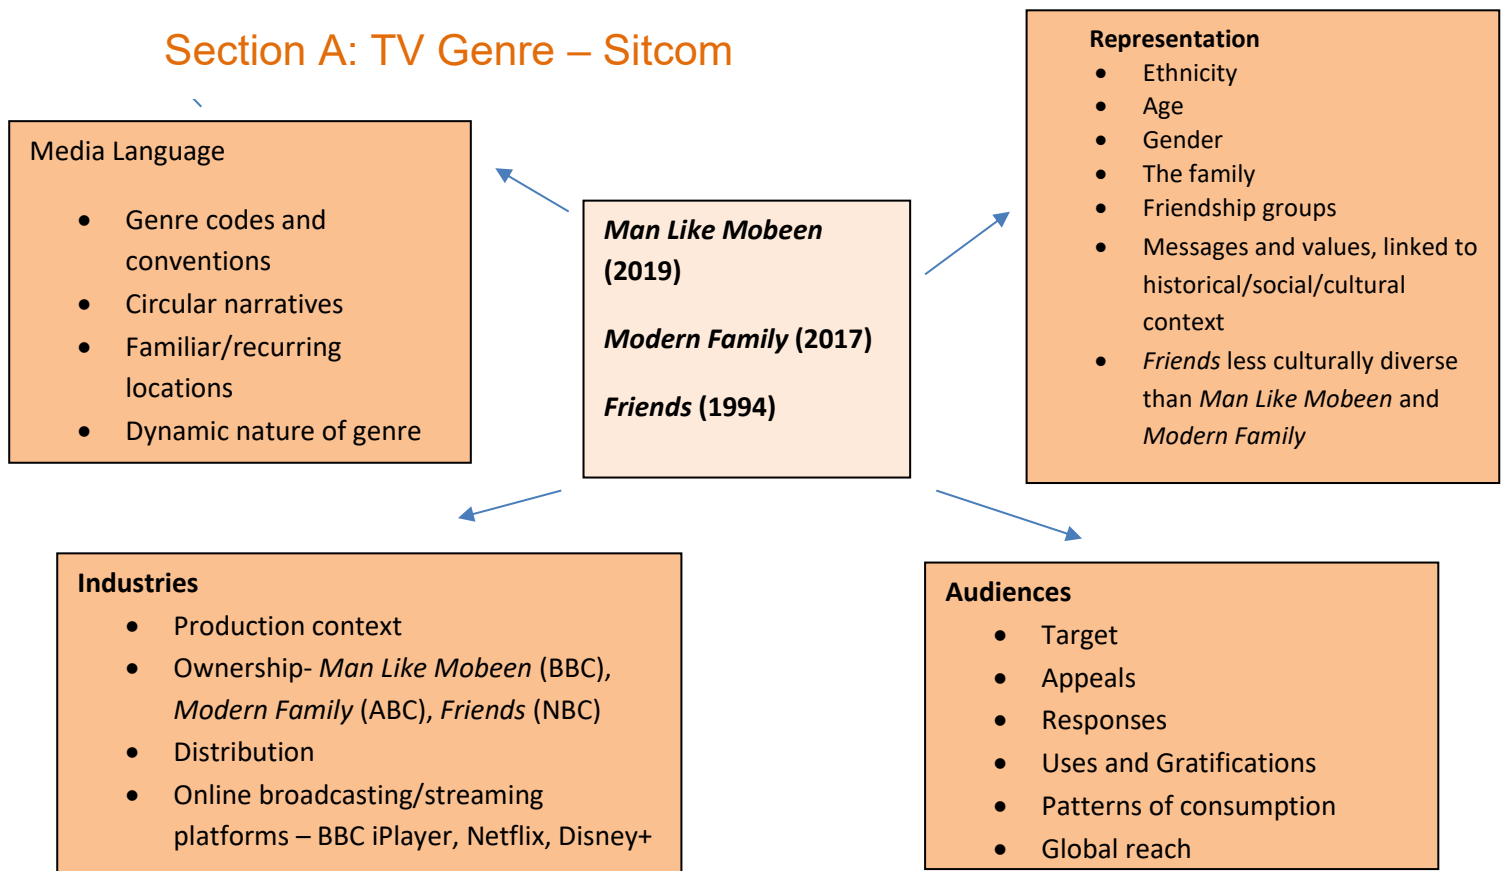 Section A: TV Genre – Sitcom
Media Language
• Genre codes and
conventions
• Circular narratives
• Familiar/recurring
locations
• Dynamic nature of genre
Man Like Mobeen
(2019)
Modern Family (2017)
Friends (1994)
Representation
• Ethnicity
• Age
• Gender
• The family
• Friendship groups
• Messages and values, linked to
historical/social/cultural
context
• Friends less culturally diverse
than Man Like Mobeen and
Modern Family
Industries
• Production context
• Ownership- Man Like Mobeen (BBC),
Modern Family (ABC), Friends (NBC)
• Distribution
• Online broadcasting/streaming
platforms – BBC iPlayer, Netflix, Disney+
Audiences
• Target
• Appeals
• Responses
• Uses and Gratifications
• Patterns of consumption
• Global reach